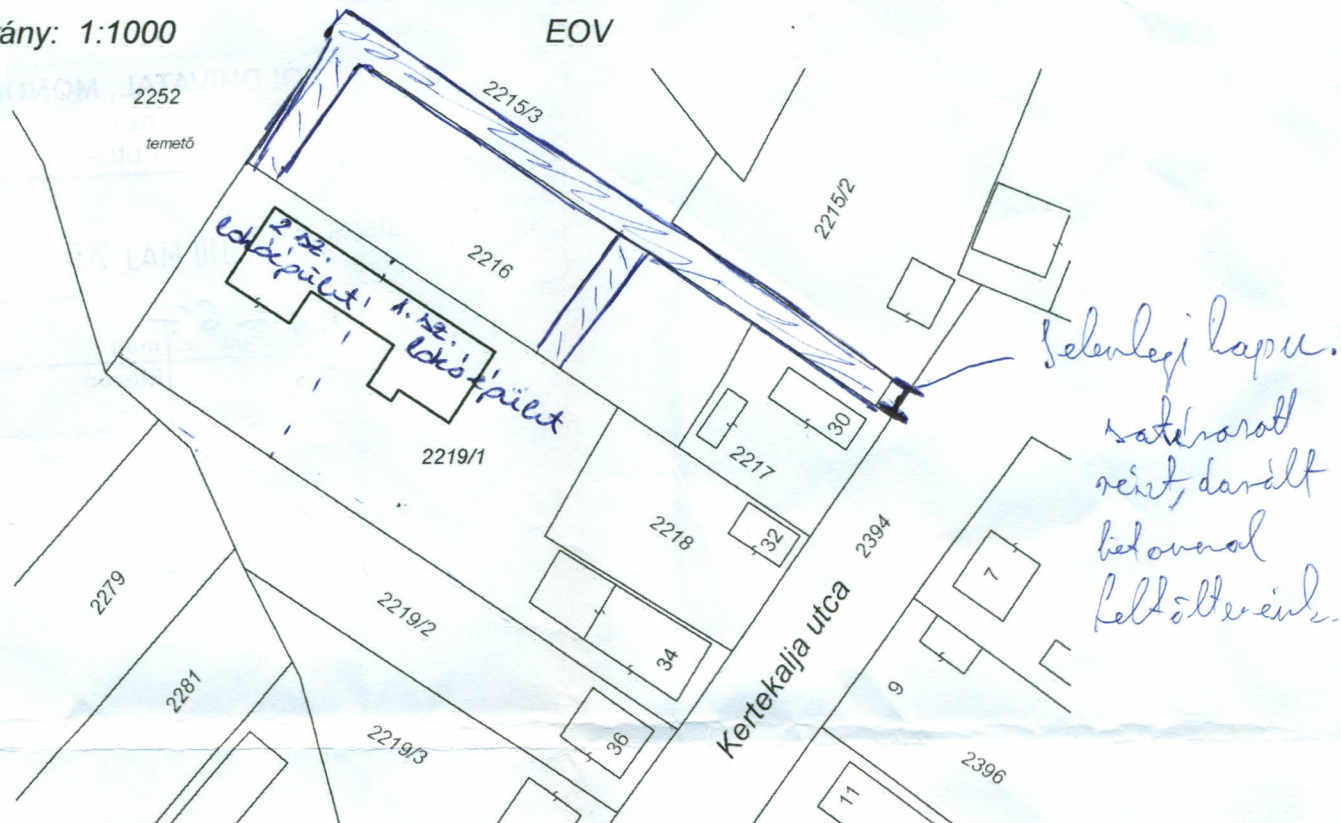 ány: 1:1000
EOV
2252
temető
2215/3
2215/2
2216
2 sz.
lakóépület
1. sz.
lakóépület
2219/1
Jelenlegi kapu.
satírozott
részt, darált
betonnal
feltöltenénk.
30
2217
2218
32
2394
7
2279
2219/2
34
Kertekalja utca
9
2281
2219/3
36
2396
11